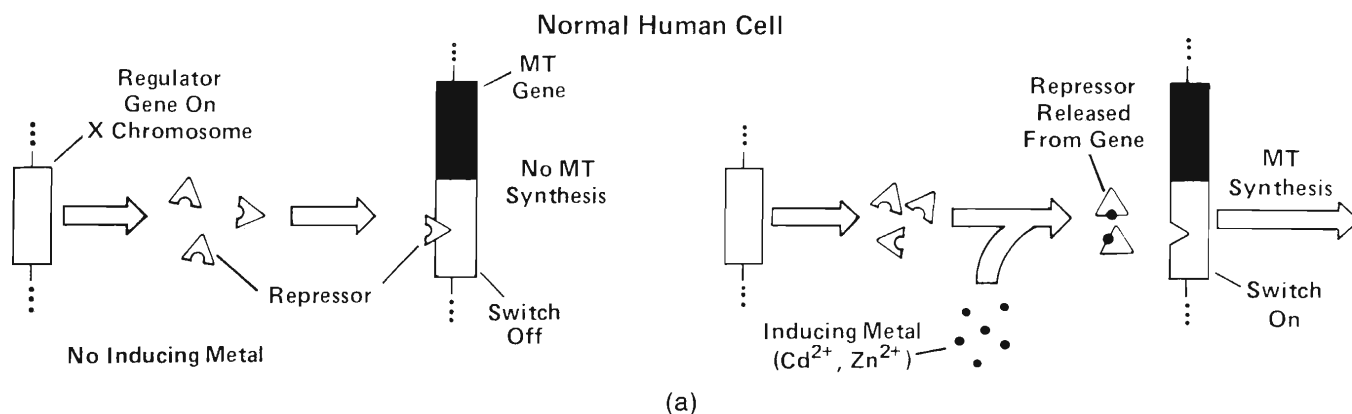 Normal Human Cell
Regulator
Gene On
X Chromosome
MT
Gene
No MT
Synthesis
Repressor
Switch
Off
No Inducing Metal
Repressor
Released
From Gene
MT
Synthesis
Inducing Metal
(Cd²⁺, Zn²⁺)
Switch
On
(a)